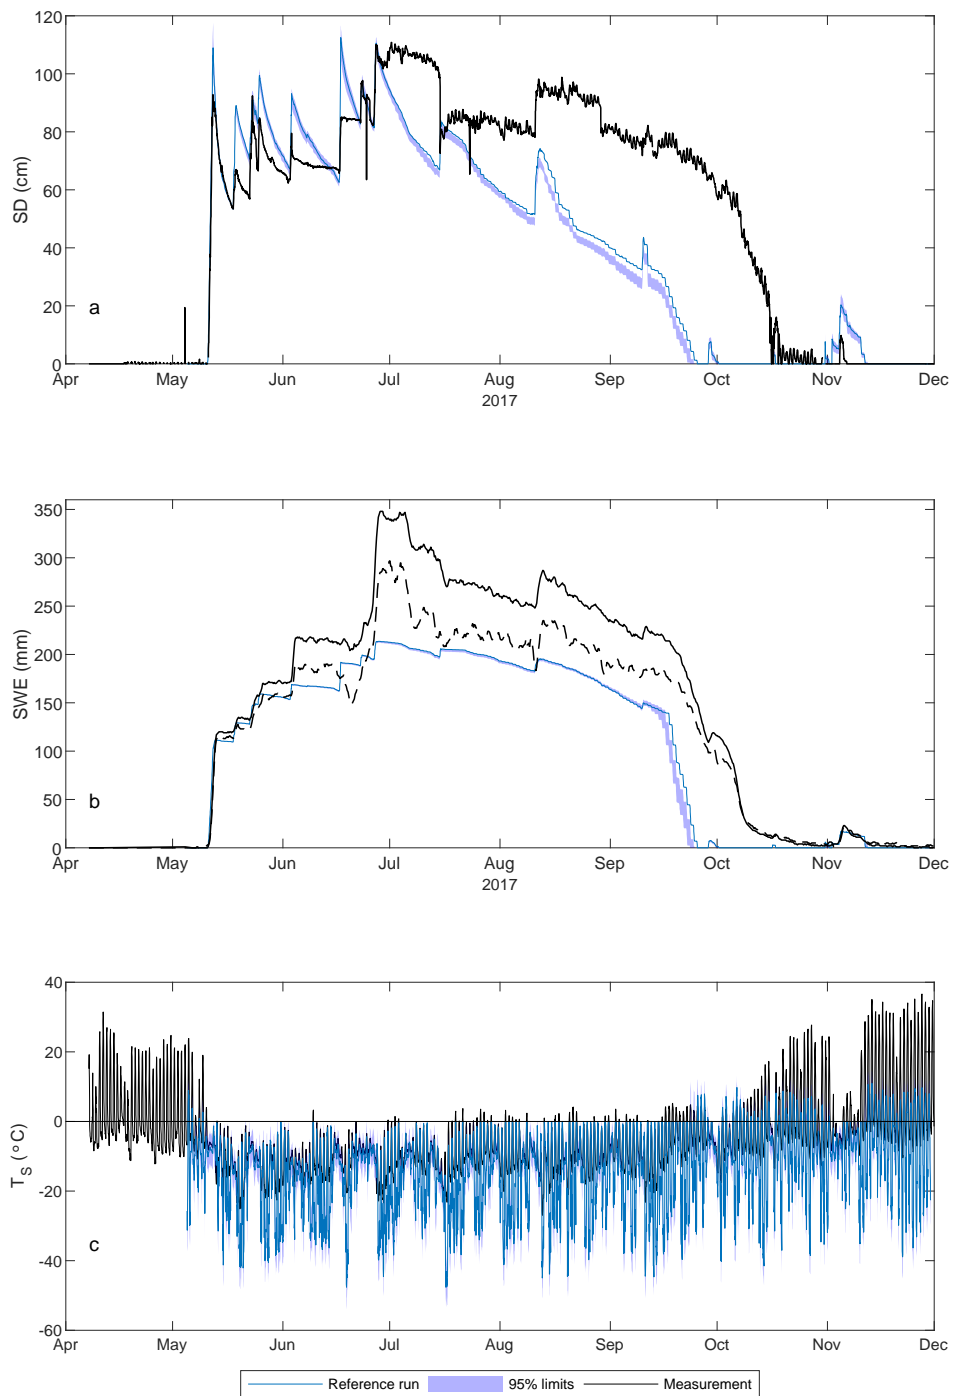 120
100
80
60
40
20
0
SD (cm)
a
Apr May Jun Jul Aug Sep Oct Nov Dec
2017
350
300
250
200
150
100
50
0
SWE (mm)
b
Apr May Jun Jul Aug Sep Oct Nov Dec
2017
40
20
0
-20
-40
-60
T_S (°C)
c
Apr May Jun Jul Aug Sep Oct Nov Dec
Reference run 95% limits Measurement